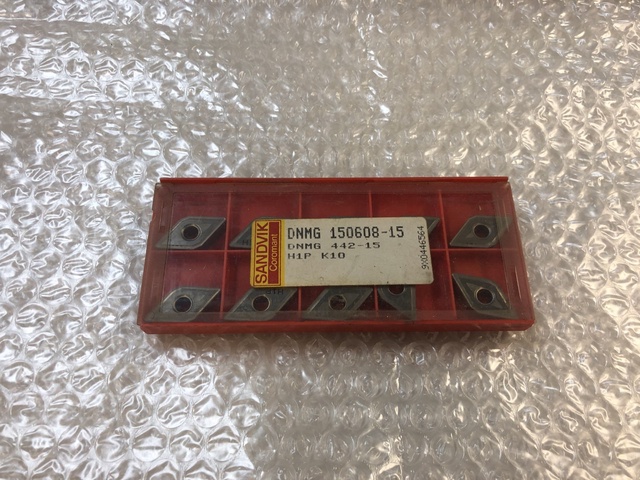 SANDVIK
Coromant
DNMG 150608-15
DNMG 442-15
H1P K10